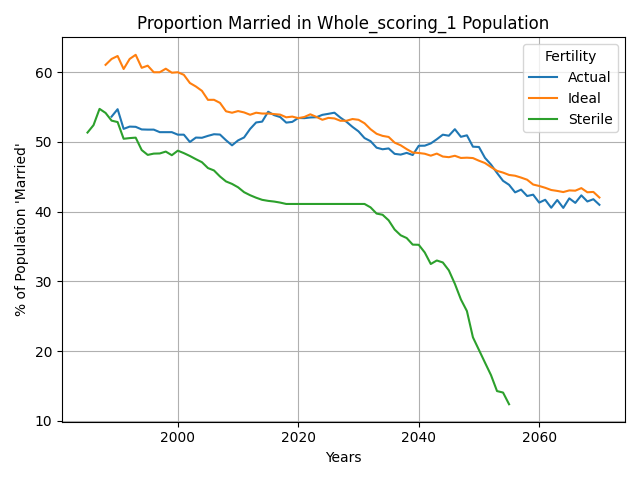 Proportion Married in Whole_scoring_1 Population
% of Population 'Married'
60
50
40
30
20
10
2000
2020
2040
2060
Years
Fertility
Actual
Ideal
Sterile